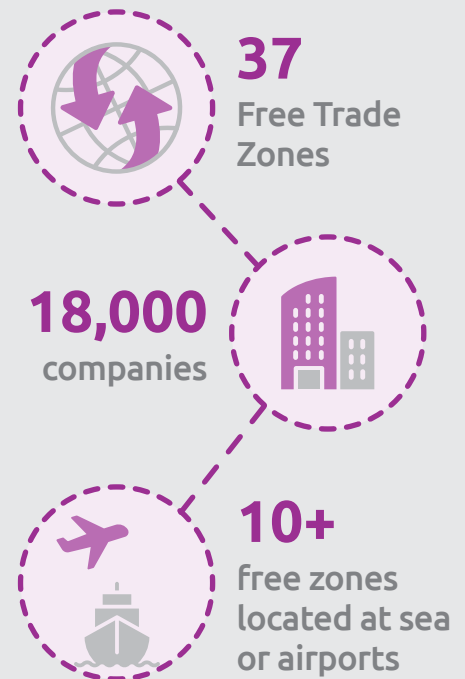 37
Free Trade
Zones
18,000
companies
10+
free zones
located at sea
or airports